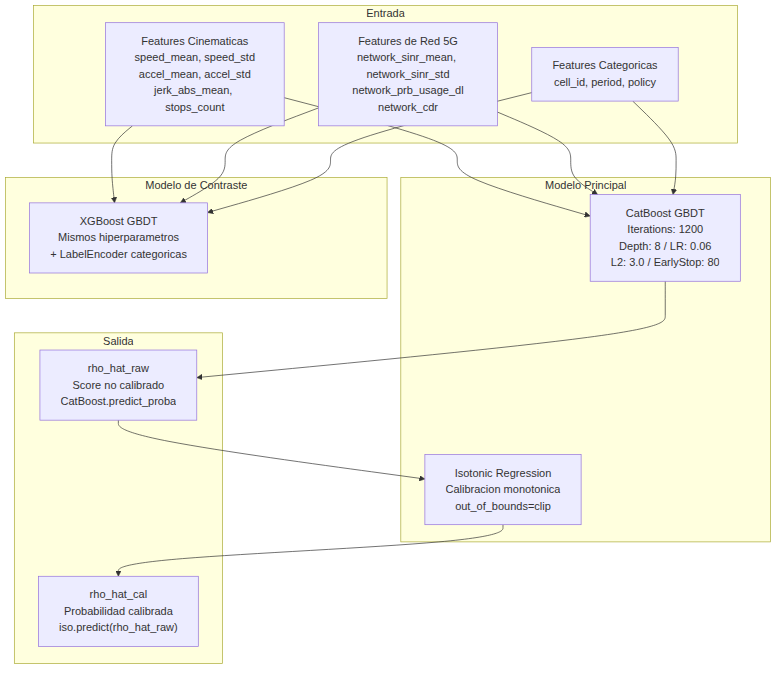 Entrada
Features Cinematicas
speed_mean, speed_std
accel_mean, accel_std
jerk_abs_mean,
stops_count
Features de Red 5G
network_sinr_mean,
network_sinr_std
network_prb_usage_dl
network_cdr
Features Categoricas
cell_id, period, policy
Modelo de Contraste
XGBoost GBDT
Mismos hiperparametros
+ LabelEncoder categoricas
Modelo Principal
CatBoost GBDT
Iterations: 1200
Depth: 8 / LR: 0.06
L2: 3.0 / EarlyStop: 80
Salida
rho_hat_raw
Score no calibrado
CatBoost.predict_proba
Isotonic Regression
Calibracion monotonica
out_of_bounds=clip
rho_hat_cal
Probabilidad calibrada
iso.predict(rho_hat_raw)